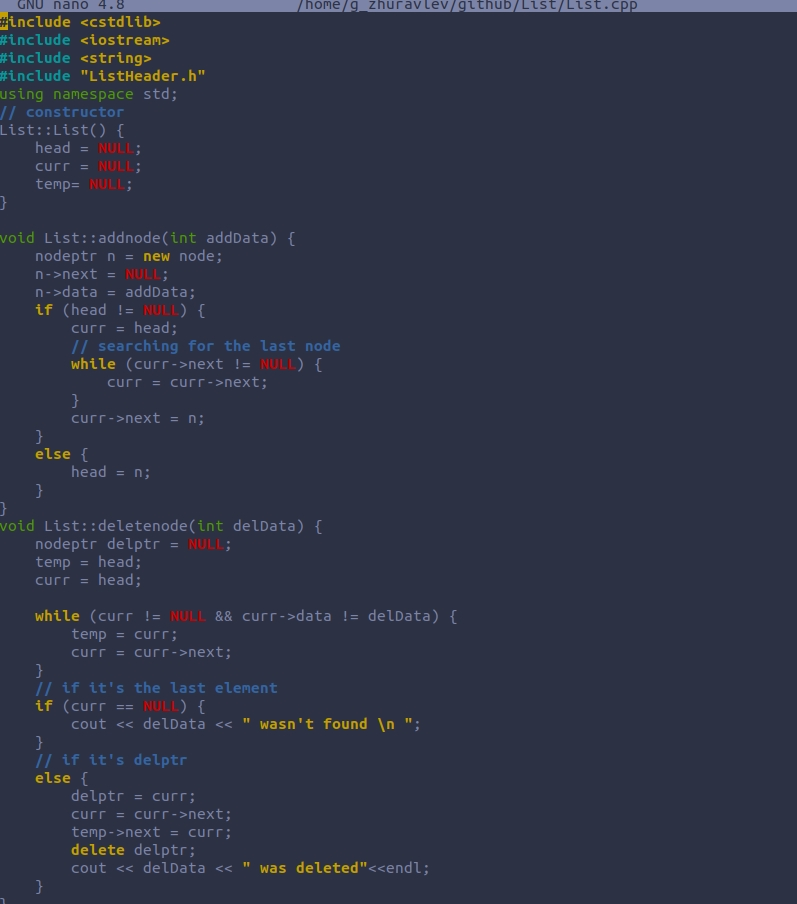 GNU nano 4.8 /home/g_zhuravlev/github/List/List.cpp
#include <cstdlib>
#include <iostream>
#include <string>
#include "ListHeader.h"
using namespace std;
// constructor
List::List() {
    head = NULL;
    curr = NULL;
    temp= NULL;
}

void List::addnode(int addData) {
    nodeptr n = new node;
    n->next = NULL;
    n->data = addData;
    if (head != NULL) {
        curr = head;
        // searching for the last node
        while (curr->next != NULL) {
            curr = curr->next;
        }
        curr->next = n;
    }
    else {
        head = n;
    }
}
void List::deletenode(int delData) {
    nodeptr delptr = NULL;
    temp = head;
    curr = head;

    while (curr != NULL && curr->data != delData) {
        temp = curr;
        curr = curr->next;
    }
    // if it's the last element
    if (curr == NULL) {
        cout << delData << " wasn't found \n ";
    }
    // if it's delptr
    else {
        delptr = curr;
        curr = curr->next;
        temp->next = curr;
        delete delptr;
        cout << delData << " was deleted"<<endl;
    }